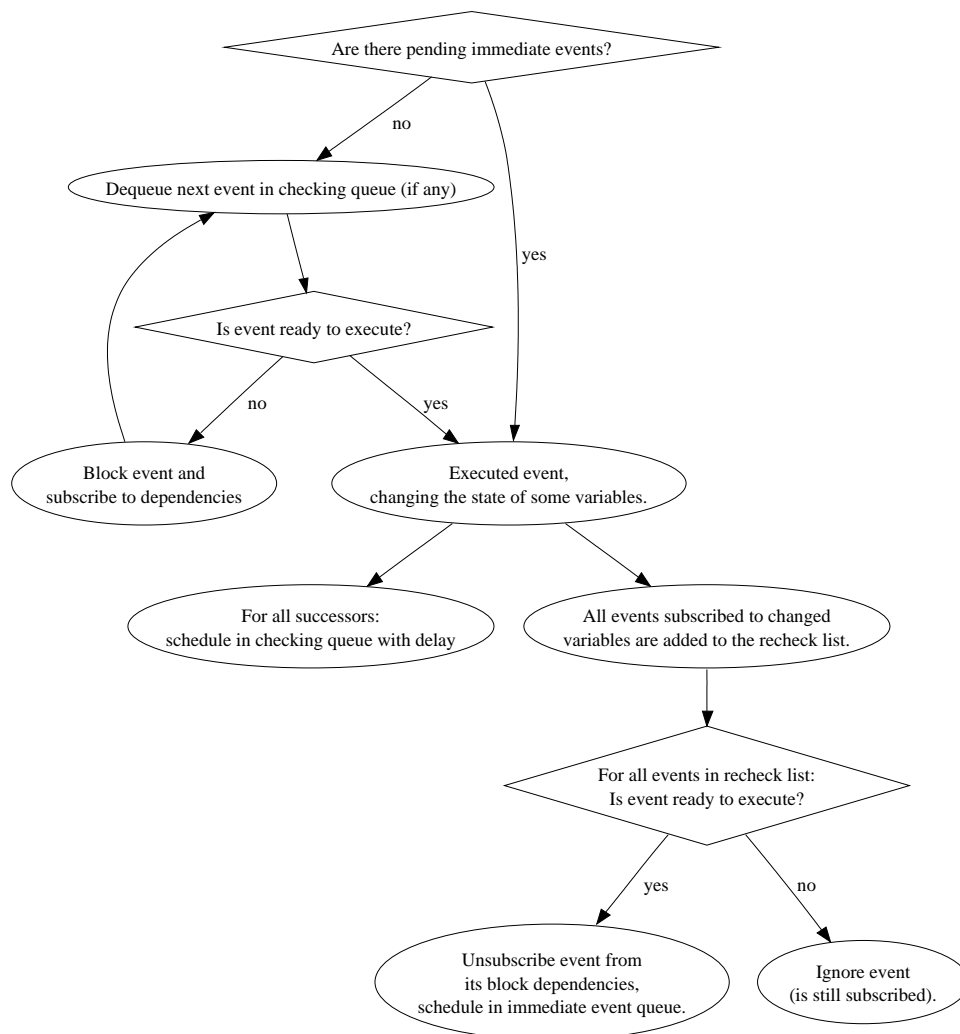 Are there pending immediate events?
no
Dequeue next event in checking queue (if any)
yes
Is event ready to execute?
no
yes
Block event and
subscribe to dependencies
Executed event,
changing the state of some variables.
For all successors:
schedule in checking queue with delay
All events subscribed to changed
variables are added to the recheck list.
For all events in recheck list:
Is event ready to execute?
yes
no
Unsubscribe event from
its block dependencies,
schedule in immediate event queue.
Ignore event
(is still subscribed).